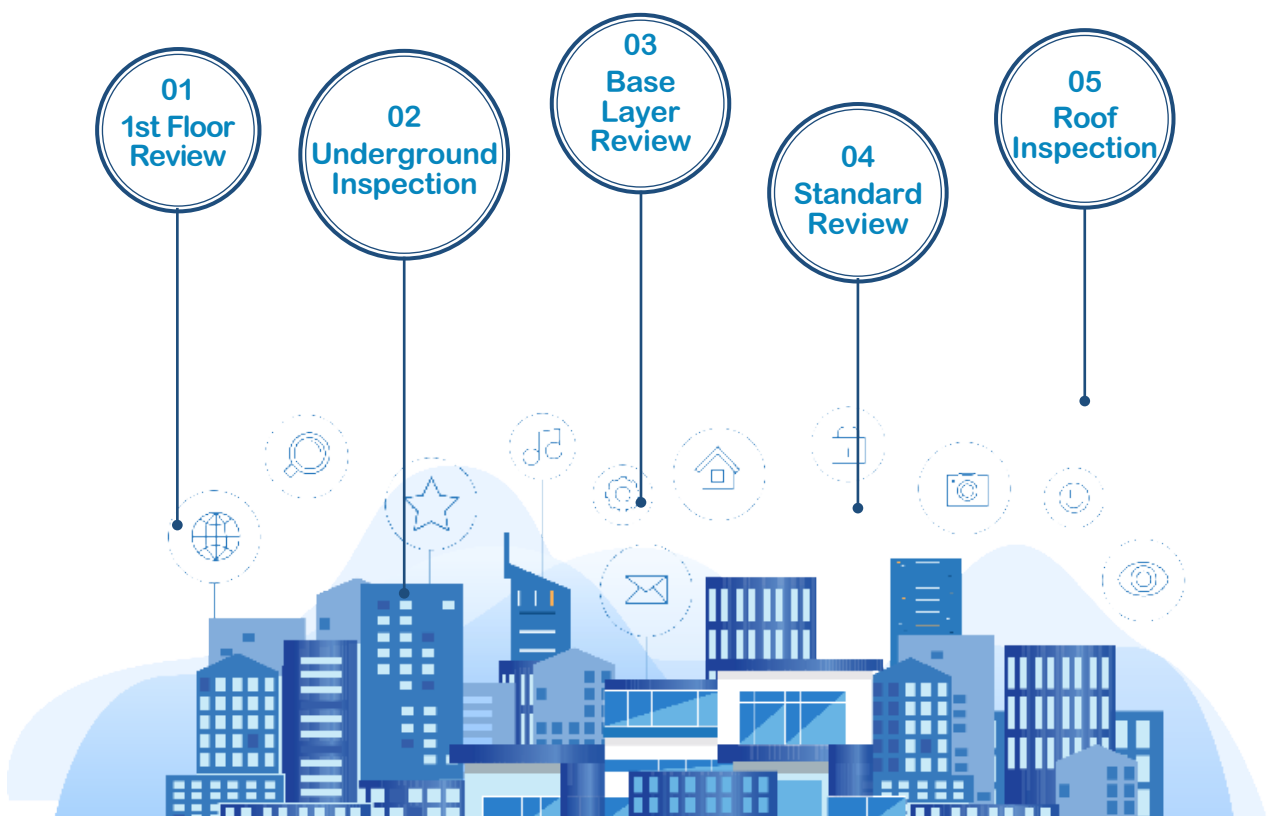 01
1st Floor
Review
02
Underground
Inspection
03
Base
Layer
Review
04
Standard
Review
05
Roof
Inspection